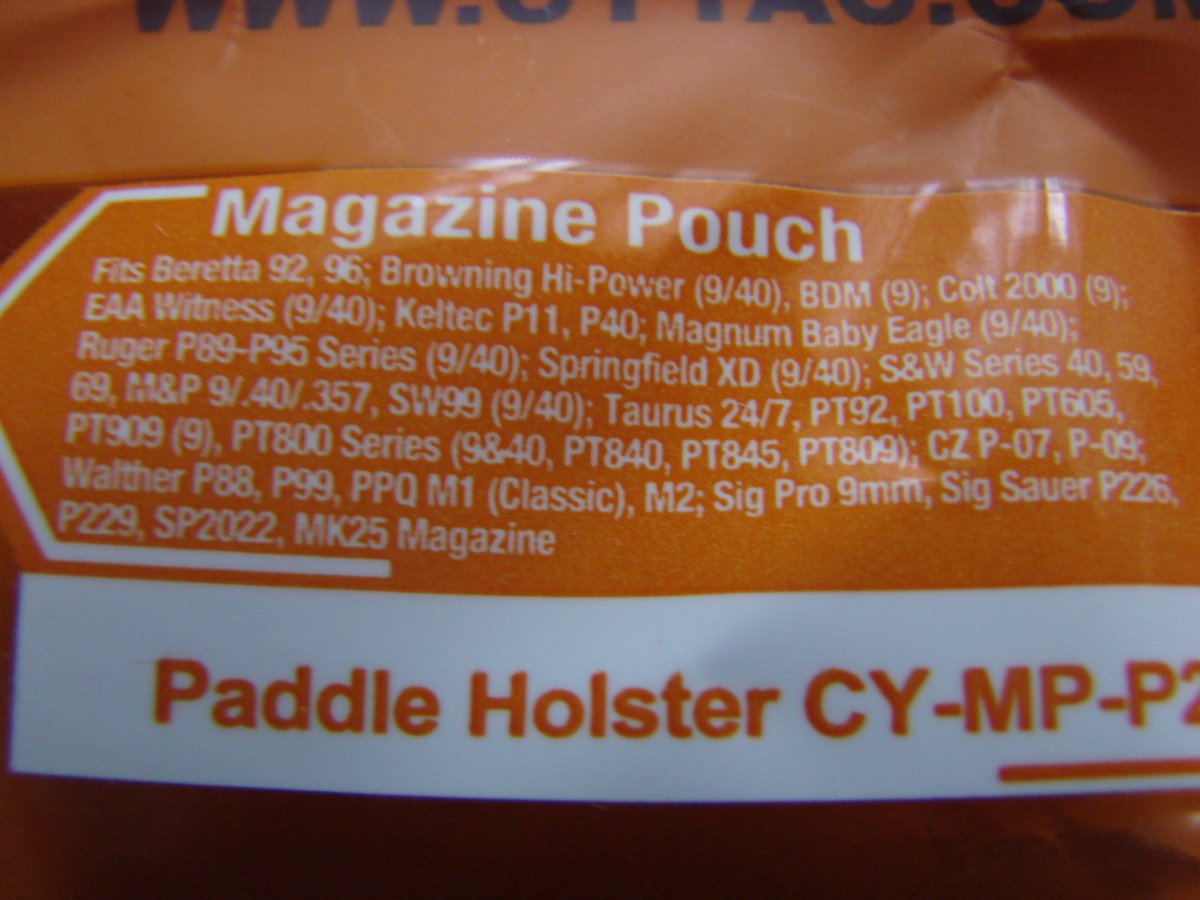 WWW.CYTAC.COM
Magazine Pouch
Fits Beretta 92, 96; Browning Hi-Power (9/40), BDM (9); Colt 2000 (9);
EAA Witness (9/40); Keltec P11, P40; Magnum Baby Eagle (9/40);
Ruger P89-P95 Series (9/40); Springfield XD (9/40); S&W Series 40, 59,
69, M&P 9/.40/.357, SW99 (9/40); Taurus 24/7, PT92, PT100, PT605,
PT909 (9), PT800 Series (9&40, PT840, PT845, PT809); CZ P-07, P-09;
Walther P88, P99, PPQ M1 (Classic), M2; Sig Pro 9mm, Sig Sauer P226,
P229, SP2022, MK25 Magazine
Paddle Holster CY-MP-P2